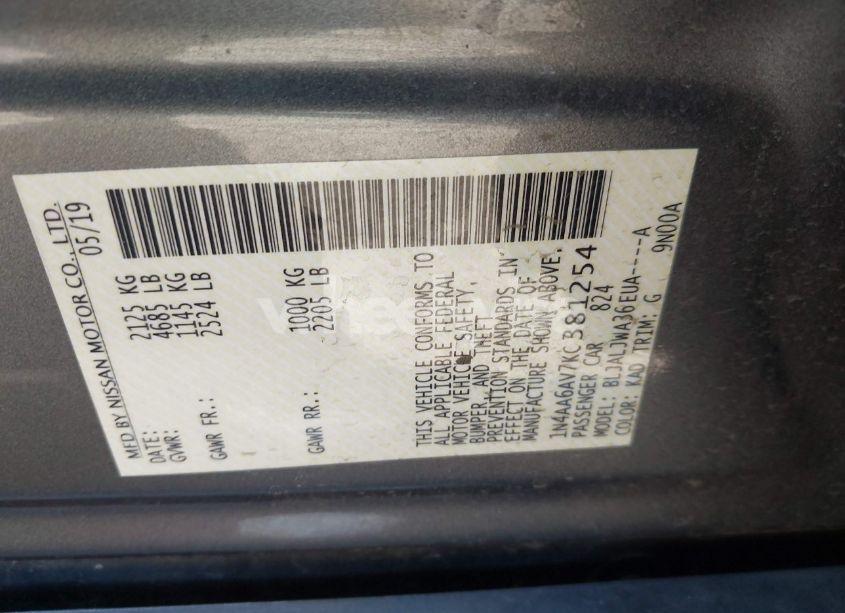 MFD BY NISSAN MOTOR CO., LTD.
DATE: 05/19
GVWR: 2125 KG
4685 LB
GAWR FR.: 1145 KG
2524 LB
GAWR RR.: 1000 KG
2205 LB
THIS VEHICLE CONFORMS TO
ALL APPLICABLE FEDERAL
MOTOR VEHICLE SAFETY,
BUMPER, AND THEFT
PREVENTION STANDARDS IN
EFFECT ON THE DATE OF
MANUFACTURE SHOWN ABOVE.
1N4AA6AV7KC381254
PASSENGER CAR 824
MODEL: BLJALJWA36EUA----A
COLOR: KAD /TRIM: G 9N00A